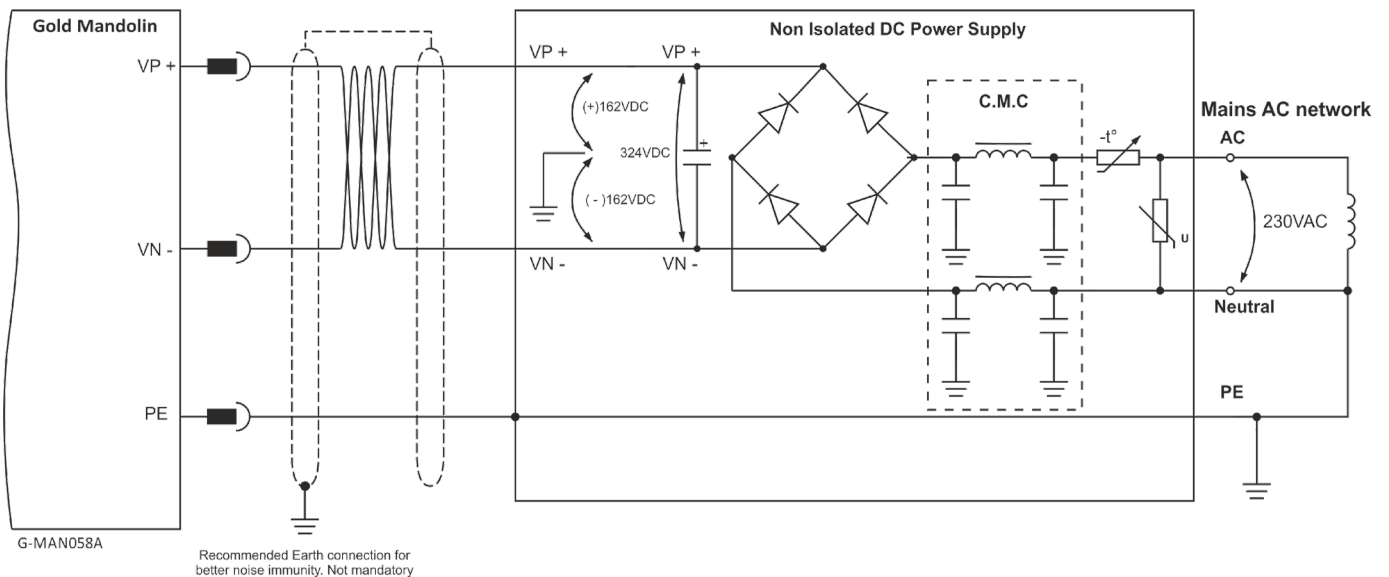 Gold Mandolin
Non Isolated DC Power Supply
VP +
VP +
VP +
(+)162VDC
324VDC
+
( - )162VDC
C.M.C
-t°
Mains AC network
AC
230VAC
U
VN -
VN -
VN -
Neutral
PE
PE
G-MAN058A
Recommended Earth connection for
better noise immunity. Not mandatory